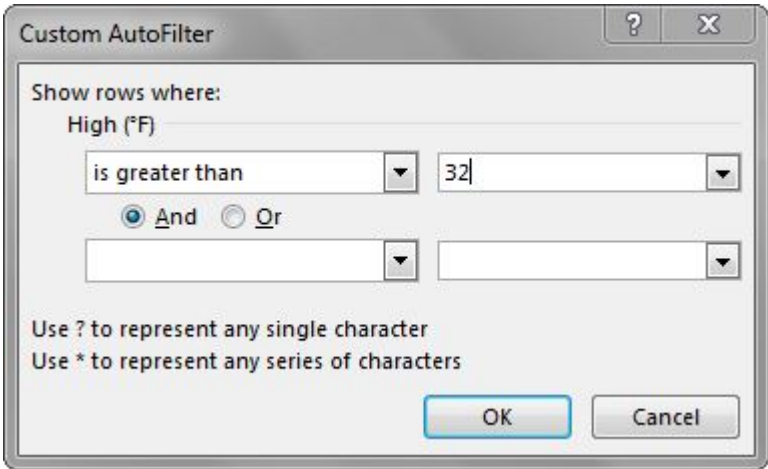 Custom AutoFilter ?
Show rows where:
High (°F)
is greater than 32
And Or
Use ? to represent any single character
Use * to represent any series of characters
OK Cancel